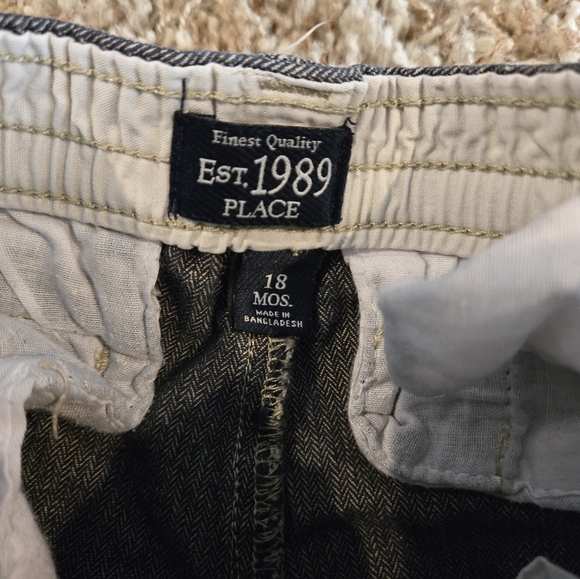 Finest Quality
EST. 1989
PLACE
18
MOS.
MADE IN
BANGLADESH